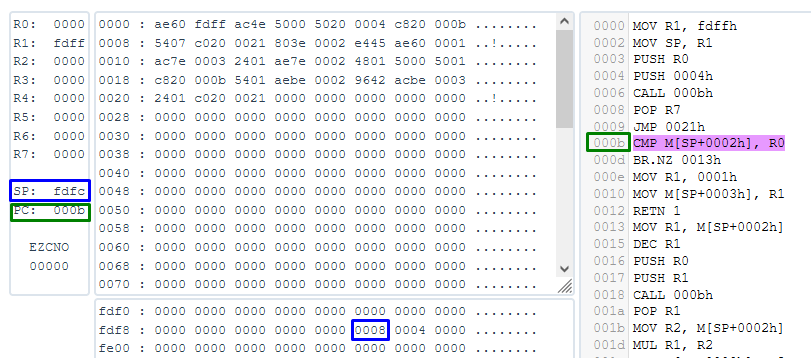 R0: 0000
R1: fdff
R2: 0000
R3: 0000
R4: 0000
R5: 0000
R6: 0000
R7: 0000
SP: fdfc
PC: 000b
EZCNO
00000
0000 : ae60 fdff ac4e 5000 5020 0004 c820 000b ........
0008 : 5407 c020 0021 803e 0002 e445 ae60 0001 ..!.....
0010 : ac7e 0003 2401 ae7e 0002 4801 5000 5001 ........
0018 : c820 000b 5401 aebe 0002 9642 acbe 0003 ........
0020 : 2401 c020 0021 0000 0000 0000 0000 0000 ..!.....
0028 : 0000 0000 0000 0000 0000 0000 0000 0000 ........
0030 : 0000 0000 0000 0000 0000 0000 0000 0000 ........
0038 : 0000 0000 0000 0000 0000 0000 0000 0000 ........
0040 : 0000 0000 0000 0000 0000 0000 0000 0000 ........
0048 : 0000 0000 0000 0000 0000 0000 0000 0000 ........
0050 : 0000 0000 0000 0000 0000 0000 0000 0000 ........
0058 : 0000 0000 0000 0000 0000 0000 0000 0000 ........
0060 : 0000 0000 0000 0000 0000 0000 0000 0000 ........
0068 : 0000 0000 0000 0000 0000 0000 0000 0000 ........
0070 : 0000 0000 0000 0000 0000 0000 0000 0000 ........
fdf0 : 0000 0000 0000 0000 0000 0000 0000 0000 ........
fdf8 : 0000 0000 0000 0000 0000 0008 0004 0000 ........
fe00 : 0000 0000 0000 0000 0000 0000 0000 0000 ........
0000 MOV R1, fdffh
0002 MOV SP, R1
0003 PUSH R0
0004 PUSH 0004h
0006 CALL 000bh
0008 POP R7
0009 JMP 0021h
000b CMP M[SP+0002h], R0
000d BR.NZ 0013h
000e MOV R1, 0001h
0010 MOV M[SP+0003h], R1
0012 RETN 1
0013 MOV R1, M[SP+0002h]
0015 DEC R1
0016 PUSH R0
0017 PUSH R1
0018 CALL 000bh
001a POP R1
001b MOV R2, M[SP+0002h]
001d MUL R1, R2